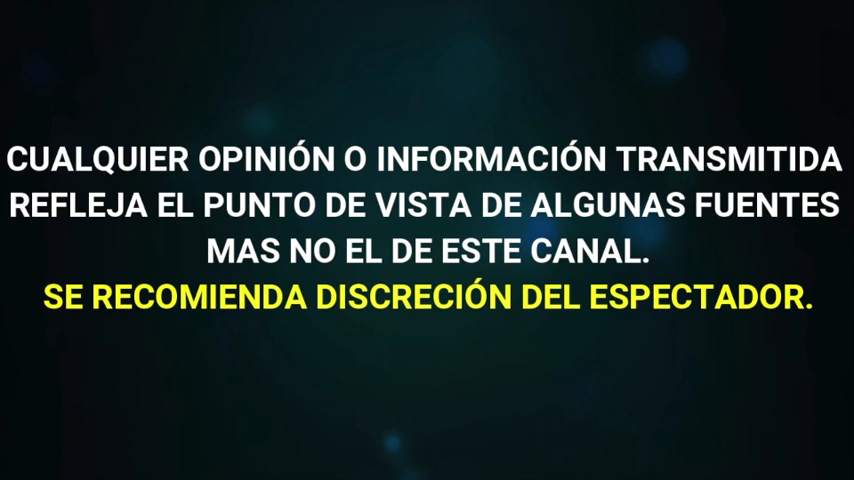 CUALQUIER OPINIÓN O INFORMACIÓN TRANSMITIDA
REFLEJA EL PUNTO DE VISTA DE ALGUNAS FUENTES
MAS NO EL DE ESTE CANAL.
SE RECOMIENDA DISCRECIÓN DEL ESPECTADOR.